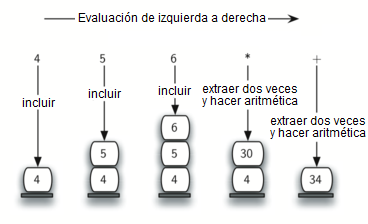 Evaluación de izquierda a derecha
4 5 6 * +
incluir incluir incluir extraer dos veces
y hacer aritmética
extraer dos veces
y hacer aritmética
6
5 5 30
4 4 4 4 34